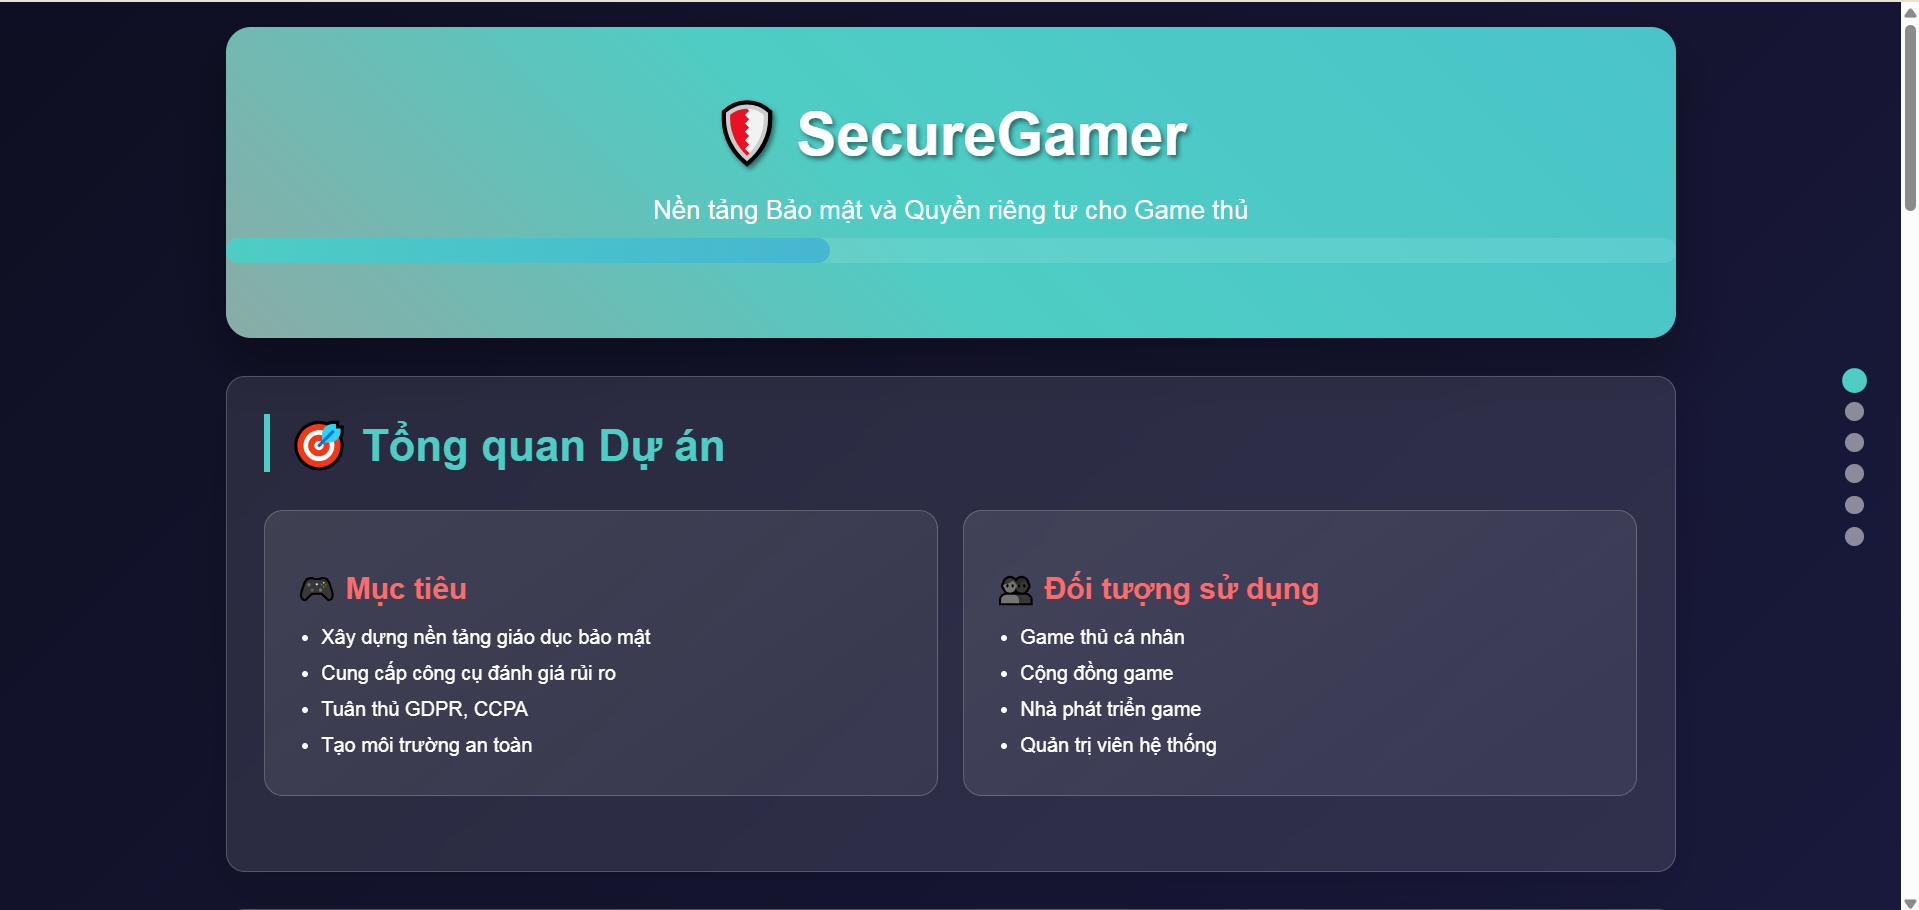 SecureGamer
Nền tảng Bảo mật và Quyền riêng tư cho Game thủ
Tổng quan Dự án
Mục tiêu
Xây dựng nền tảng giáo dục bảo mật
Cung cấp công cụ đánh giá rủi ro
Tuân thủ GDPR, CCPA
Tạo môi trường an toàn
Đối tượng sử dụng
Game thủ cá nhân
Cộng đồng game
Nhà phát triển game
Quản trị viên hệ thống